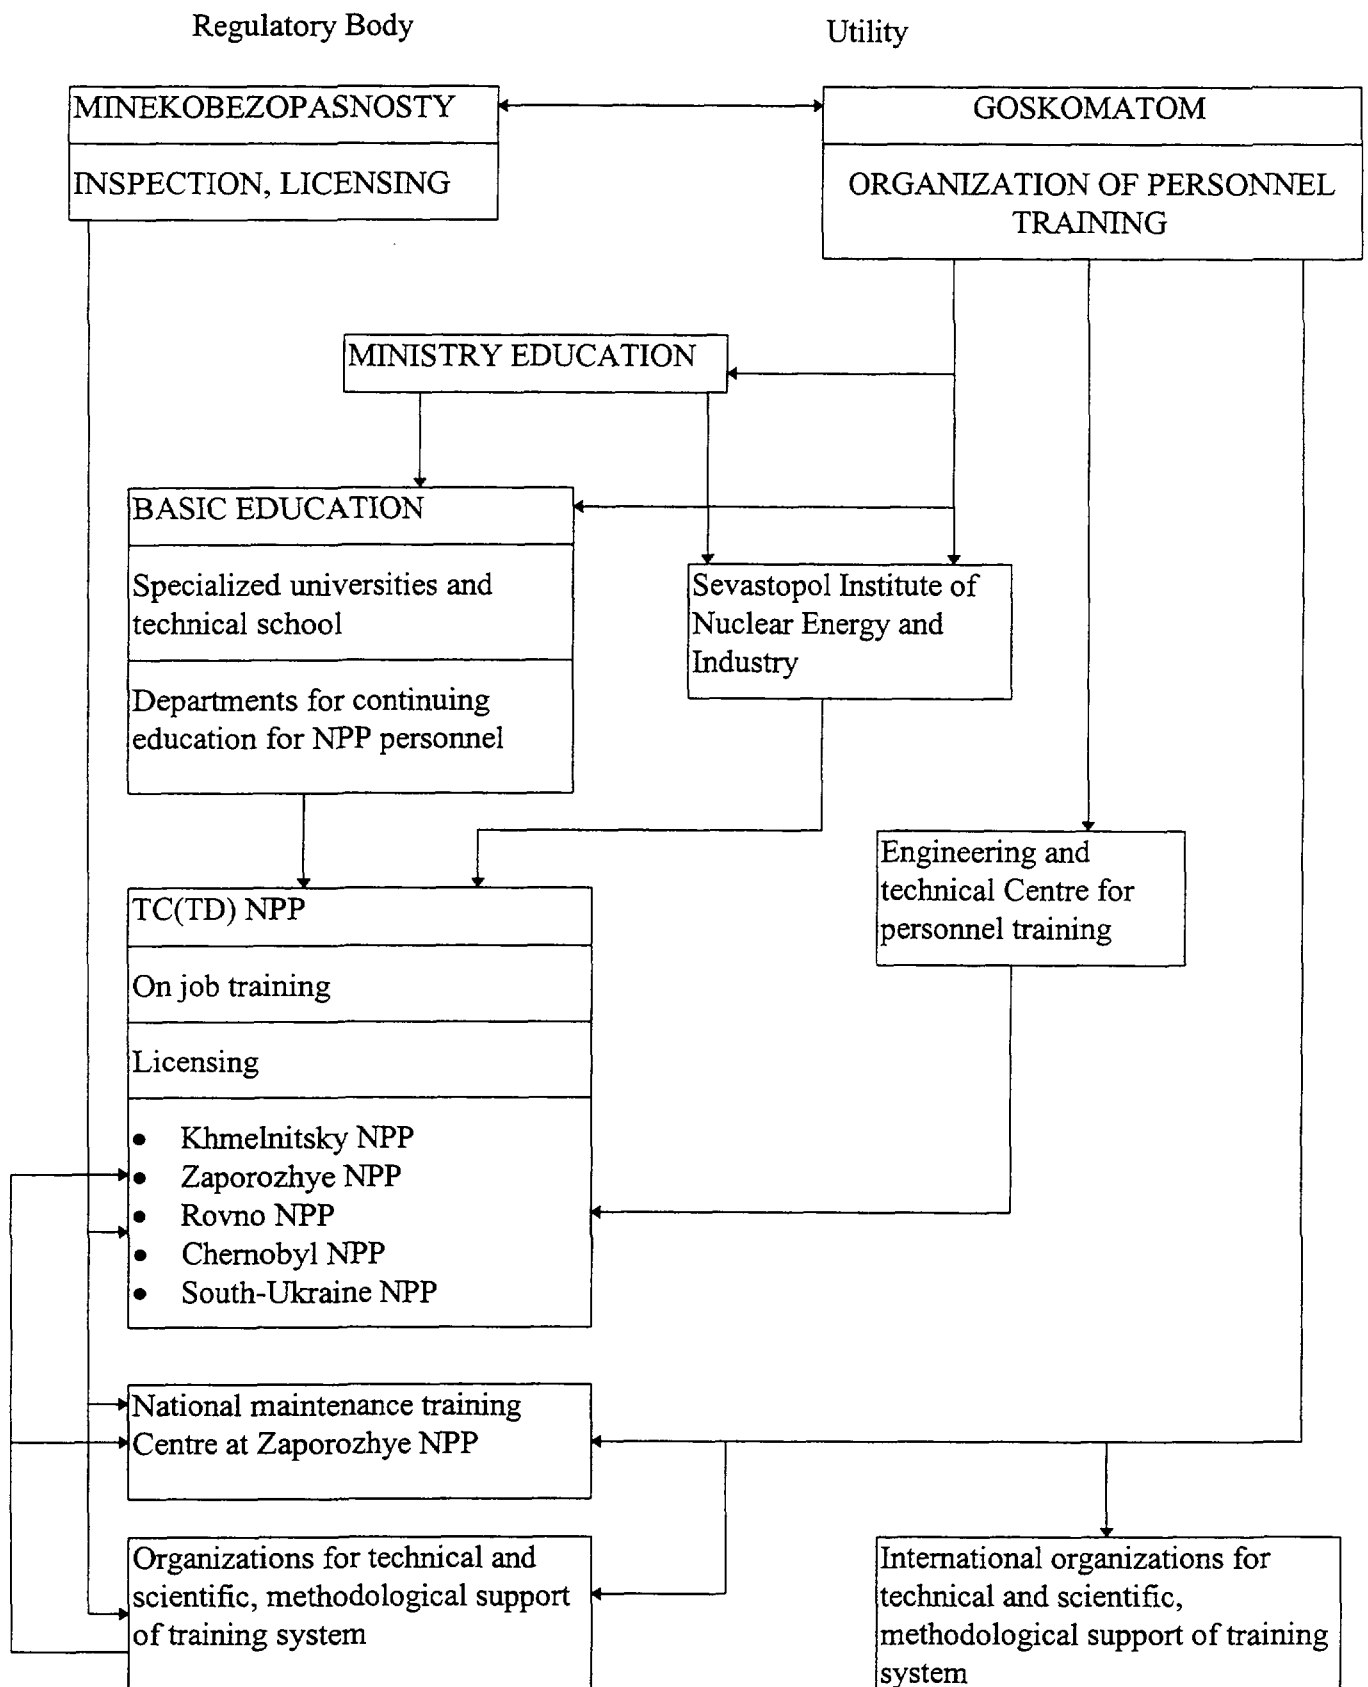 Regulatory Body
Utility
MINEKOBEZOPASNOSTY
INSPECTION, LICENSING
GOSKOMATOM
ORGANIZATION OF PERSONNEL
TRAINING
MINISTRY EDUCATION
BASIC EDUCATION
Specialized universities and
technical school
Departments for continuing
education for NPP personnel
Sevastopol Institute of
Nuclear Energy and
Industry
Engineering and
technical Centre for
personnel training
TC(TD) NPP
On job training
Licensing
• Khmelnitsky NPP
• Zaporozhye NPP
• Rovno NPP
• Chernobyl NPP
• South-Ukraine NPP
National maintenance training
Centre at Zaporozhye NPP
Organizations for technical and
scientific, methodological support
of training system
International organizations for
technical and scientific,
methodological support of training
system